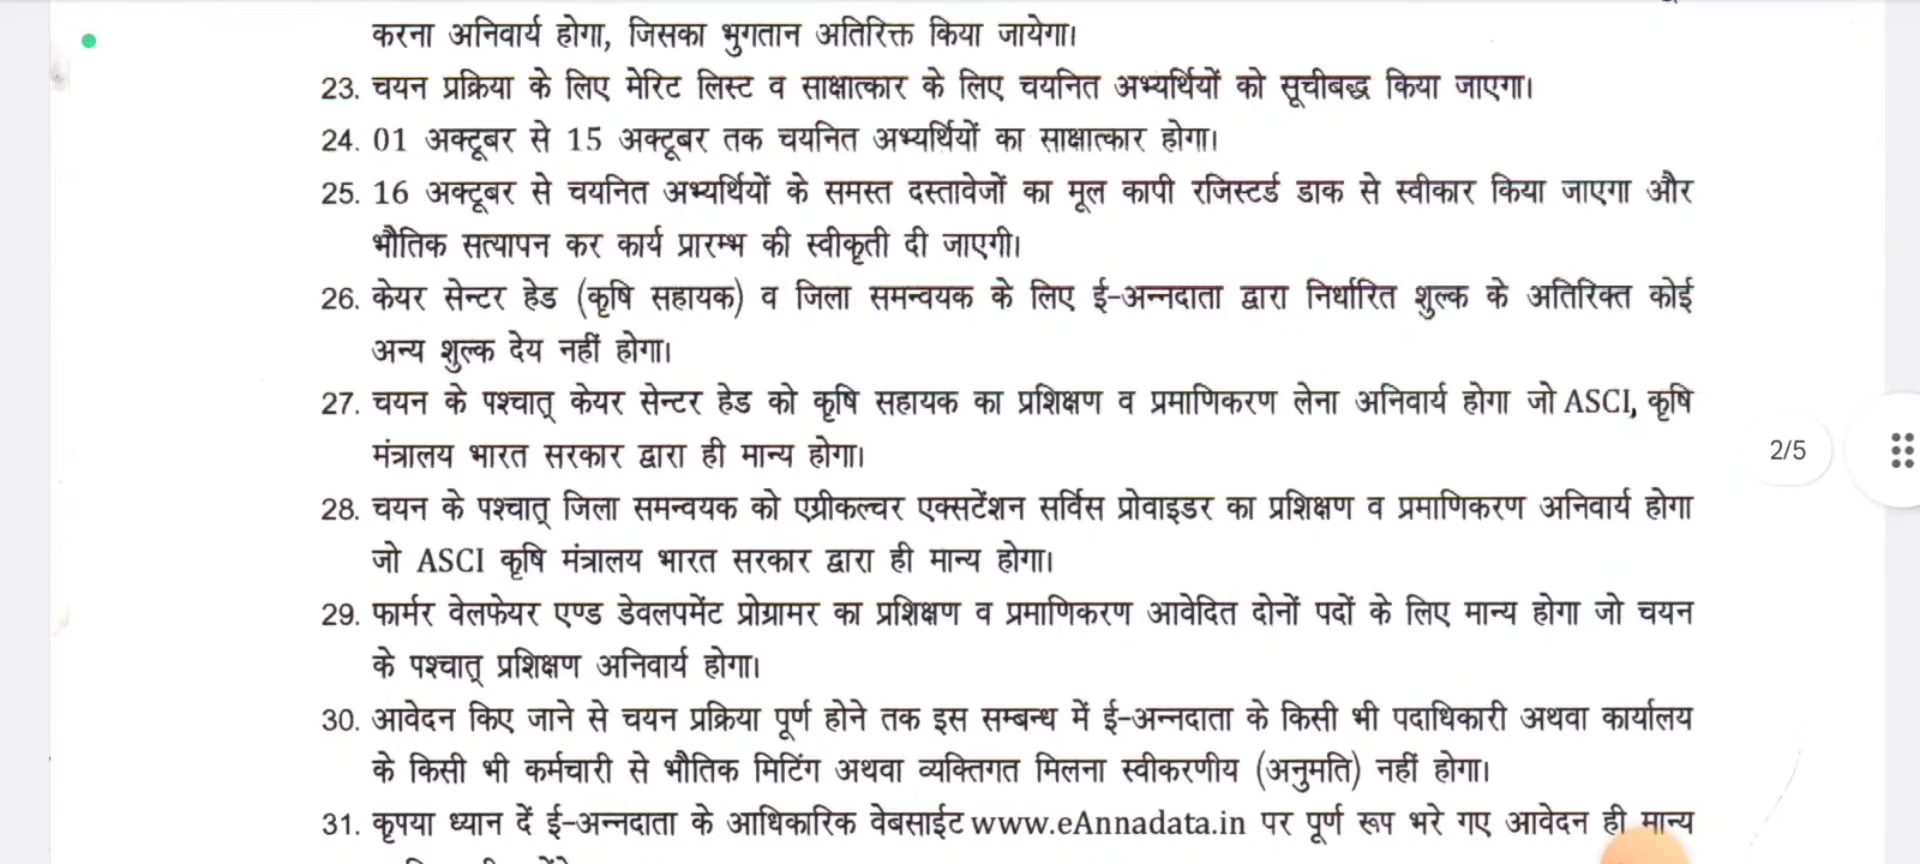 करना अनिवार्य होगा, जिसका भुगतान अतिरिक्त किया जायेगा।
23. चयन प्रक्रिया के लिए मेरिट लिस्ट व साक्षात्कार के लिए चयनित अभ्यर्थियों को सूचीबद्ध किया जाएगा।
24. 01 अक्टूबर से 15 अक्टूबर तक चयनित अभ्यर्थियों का साक्षात्कार होगा।
25. 16 अक्टूबर से चयनित अभ्यर्थियों के समस्त दस्तावेजों का मूल कापी रजिस्टर्ड डाक से स्वीकार किया जाएगा और
भौतिक सत्यापन कर कार्य प्रारम्भ की स्वीकृती दी जाएगी।
26. केयर सेन्टर हेड (कृषि सहायक) व जिला समन्वयक के लिए ई-अन्नदाता द्वारा निर्धारित शुल्क के अतिरिक्त कोई
अन्य शुल्क देय नहीं होगा।
27. चयन के पश्चात् केयर सेन्टर हेड को कृषि सहायक का प्रशिक्षण व प्रमाणिकरण लेना अनिवार्य होगा जो ASCI, कृषि
मंत्रालय भारत सरकार द्वारा ही मान्य होगा।
2/5
28. चयन के पश्चात् जिला समन्वयक को एग्रीकल्चर एक्सटेंशन सर्विस प्रोवाइडर का प्रशिक्षण व प्रमाणिकरण अनिवार्य होगा
जो ASCI कृषि मंत्रालय भारत सरकार द्वारा ही मान्य होगा।
29. फार्मर वेलफेयर एण्ड डेवलपमेंट प्रोग्रामर का प्रशिक्षण व प्रमाणिकरण आवेदित दोनों पदों के लिए मान्य होगा जो चयन
के पश्चात् प्रशिक्षण अनिवार्य होगा।
30. आवेदन किए जाने से चयन प्रक्रिया पूर्ण होने तक इस सम्बन्ध में ई-अन्नदाता के किसी भी पदाधिकारी अथवा कार्यालय
के किसी भी कर्मचारी से भौतिक मिटिंग अथवा व्यक्तिगत मिलना स्वीकरणीय (अनुमति) नहीं होगा।
31. कृपया ध्यान दें ई-अन्नदाता के आधिकारिक वेबसाईट www.eAnnadata.in पर पूर्ण रूप भरे गए आवेदन ही मान्य